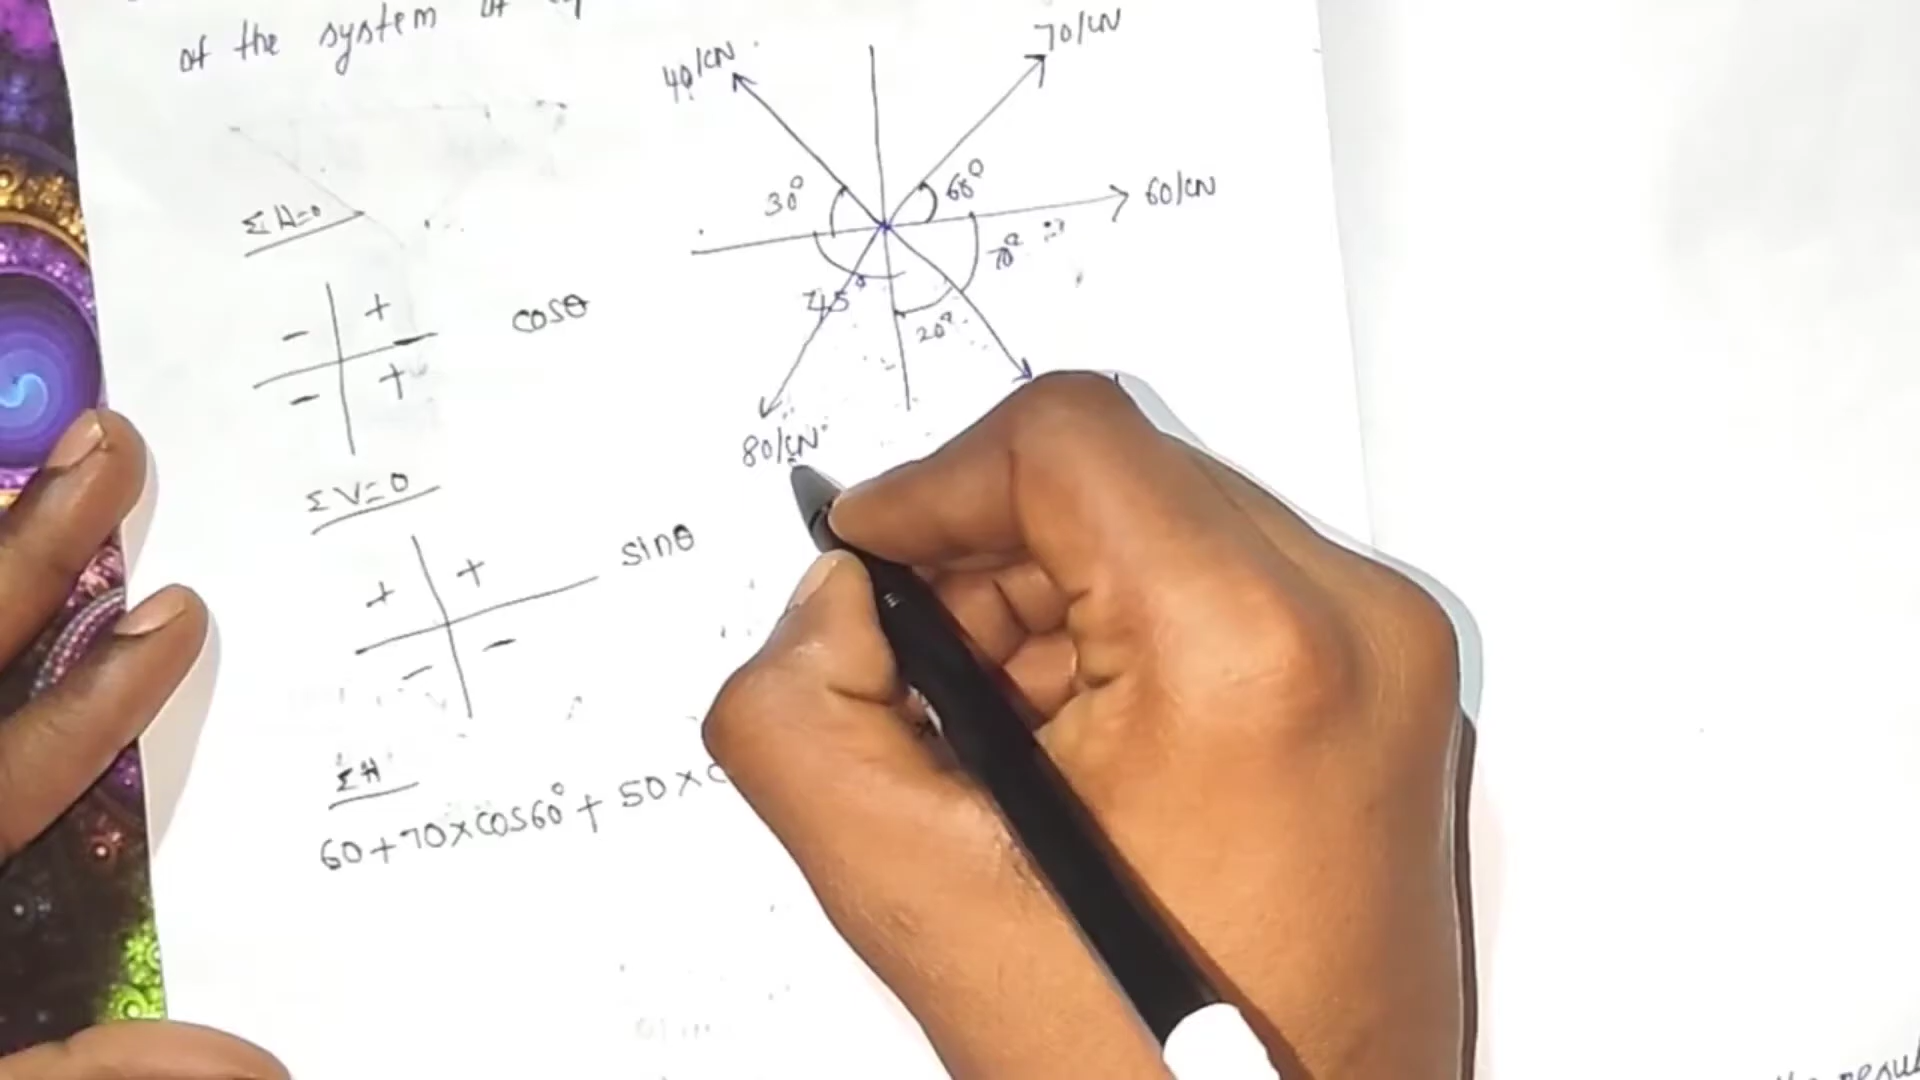 of the system of
40KN
70KN
60KN
30°
60°
70°
45°
20°
80KN
ΣH=0
- +
- +
cosθ
ΣV=0
+ +
- -
sinθ
ΣH
60+70×cos60°+50×